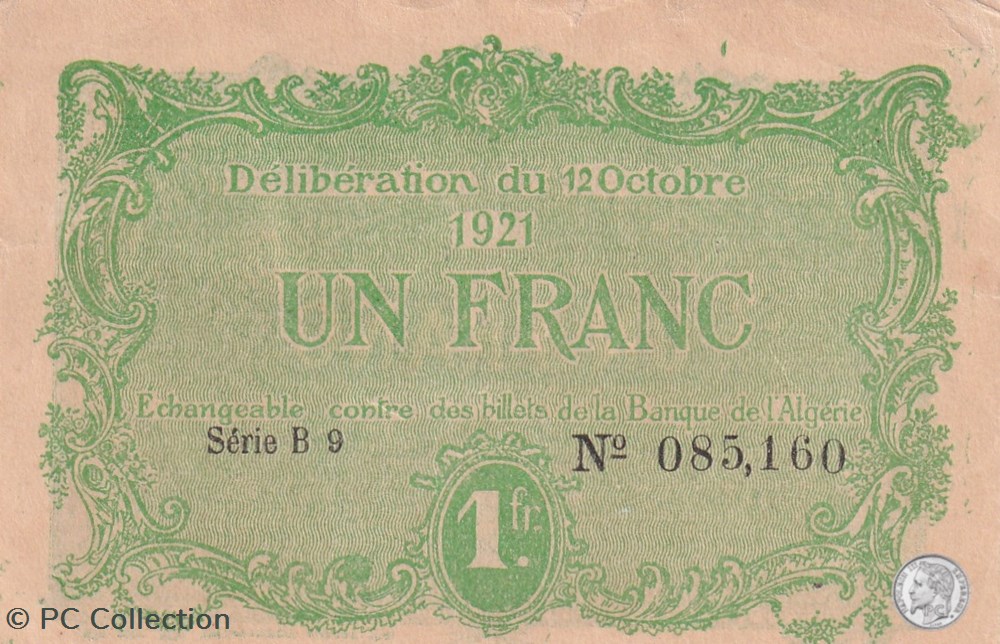 Délibération du 12 Octobre
1921
UN FRANC
Échangeable contre des billets de la Banque de l'Algérie
Série B 9
Nº 085,160
1 fr.
© PC Collection